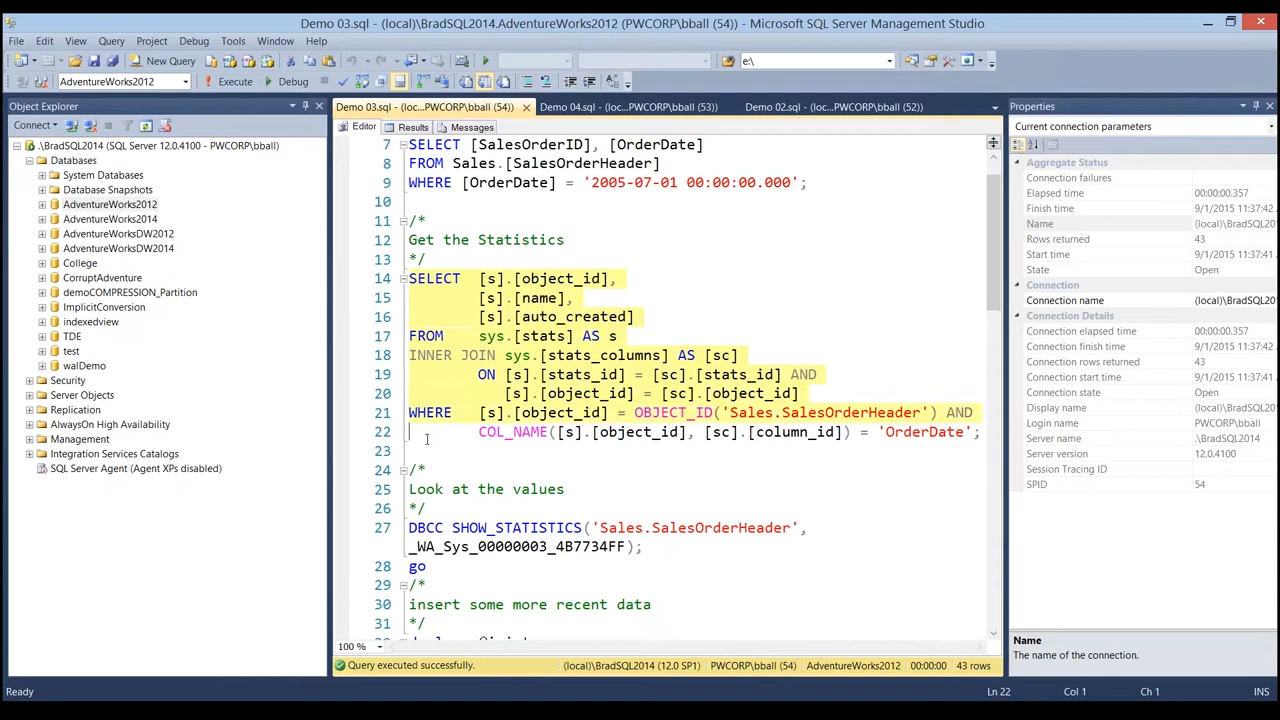 Demo 03.sql - (local)\BradSQL2014.AdventureWorks2012 (PWCORP\bball (54)) - Microsoft SQL Server Management Studio
File Edit View Query Project Debug Tools Window Help
New Query e:\
AdventureWorks2012 Execute Debug
Object Explorer
Connect
.\BradSQL2014 (SQL Server 12.0.4100 - PWCORP\bball)
Databases
System Databases
Database Snapshots
AdventureWorks2012
AdventureWorks2014
AdventureWorksDW2012
AdventureWorksDW2014
College
CorruptAdventure
demoCOMPRESSION_Partition
ImplicitConversion
indexedview
TDE
test
walDemo
Security
Server Objects
Replication
AlwaysOn High Availability
Management
Integration Services Catalogs
SQL Server Agent (Agent XPs disabled)
Demo 03.sql - (loc...PWCORP\bball (54)) Demo 04.sql - (loc...PWCORP\bball (53)) Demo 02.sql - (loc...PWCORP\bball (52))
Editor Results Messages
7 SELECT [SalesOrderID], [OrderDate]
8 FROM Sales.[SalesOrderHeader]
9 WHERE [OrderDate] = '2005-07-01 00:00:00.000';
10
11 /*
12 Get the Statistics
13 */
14 SELECT [s].[object_id],
15 [s].[name],
16 [s].[auto_created]
17 FROM sys.[stats] AS s
18 INNER JOIN sys.[stats_columns] AS [sc]
19 ON [s].[stats_id] = [sc].[stats_id] AND
20 [s].[object_id] = [sc].[object_id]
21 WHERE [s].[object_id] = OBJECT_ID('Sales.SalesOrderHeader') AND
22 COL_NAME([s].[object_id], [sc].[column_id]) = 'OrderDate';
23
24 /*
25 Look at the values
26 */
27 DBCC SHOW_STATISTICS('Sales.SalesOrderHeader',
_WA_Sys_00000003_4B7734FF);
28 go
29 /*
30 insert some more recent data
31 */
100 %
Query executed successfully. (local)\BradSQL2014 (12.0 SP1) PWCORP\bball (54) AdventureWorks2012 00:00:00 43 rows
Properties
Current connection parameters
Aggregate Status
Connection failures
Elapsed time 00:00:00.357
Finish time 9/1/2015 11:37:42
Name (local)\BradSQL201
Rows returned 43
Start time 9/1/2015 11:37:42
State Open
Connection
Connection name (local)\BradSQL201
Connection Details
Connection elapsed time 00:00:00.357
Connection finish time 9/1/2015 11:37:42
Connection rows returned 43
Connection start time 9/1/2015 11:37:41
Connection state Open
Display name (local)\BradSQL201
Login name PWCORP\bball
Server name .\BradSQL2014
Server version 12.0.4100
Session Tracing ID
SPID 54
Name
The name of the connection.
Ready Ln 22 Col 1 Ch 1 INS